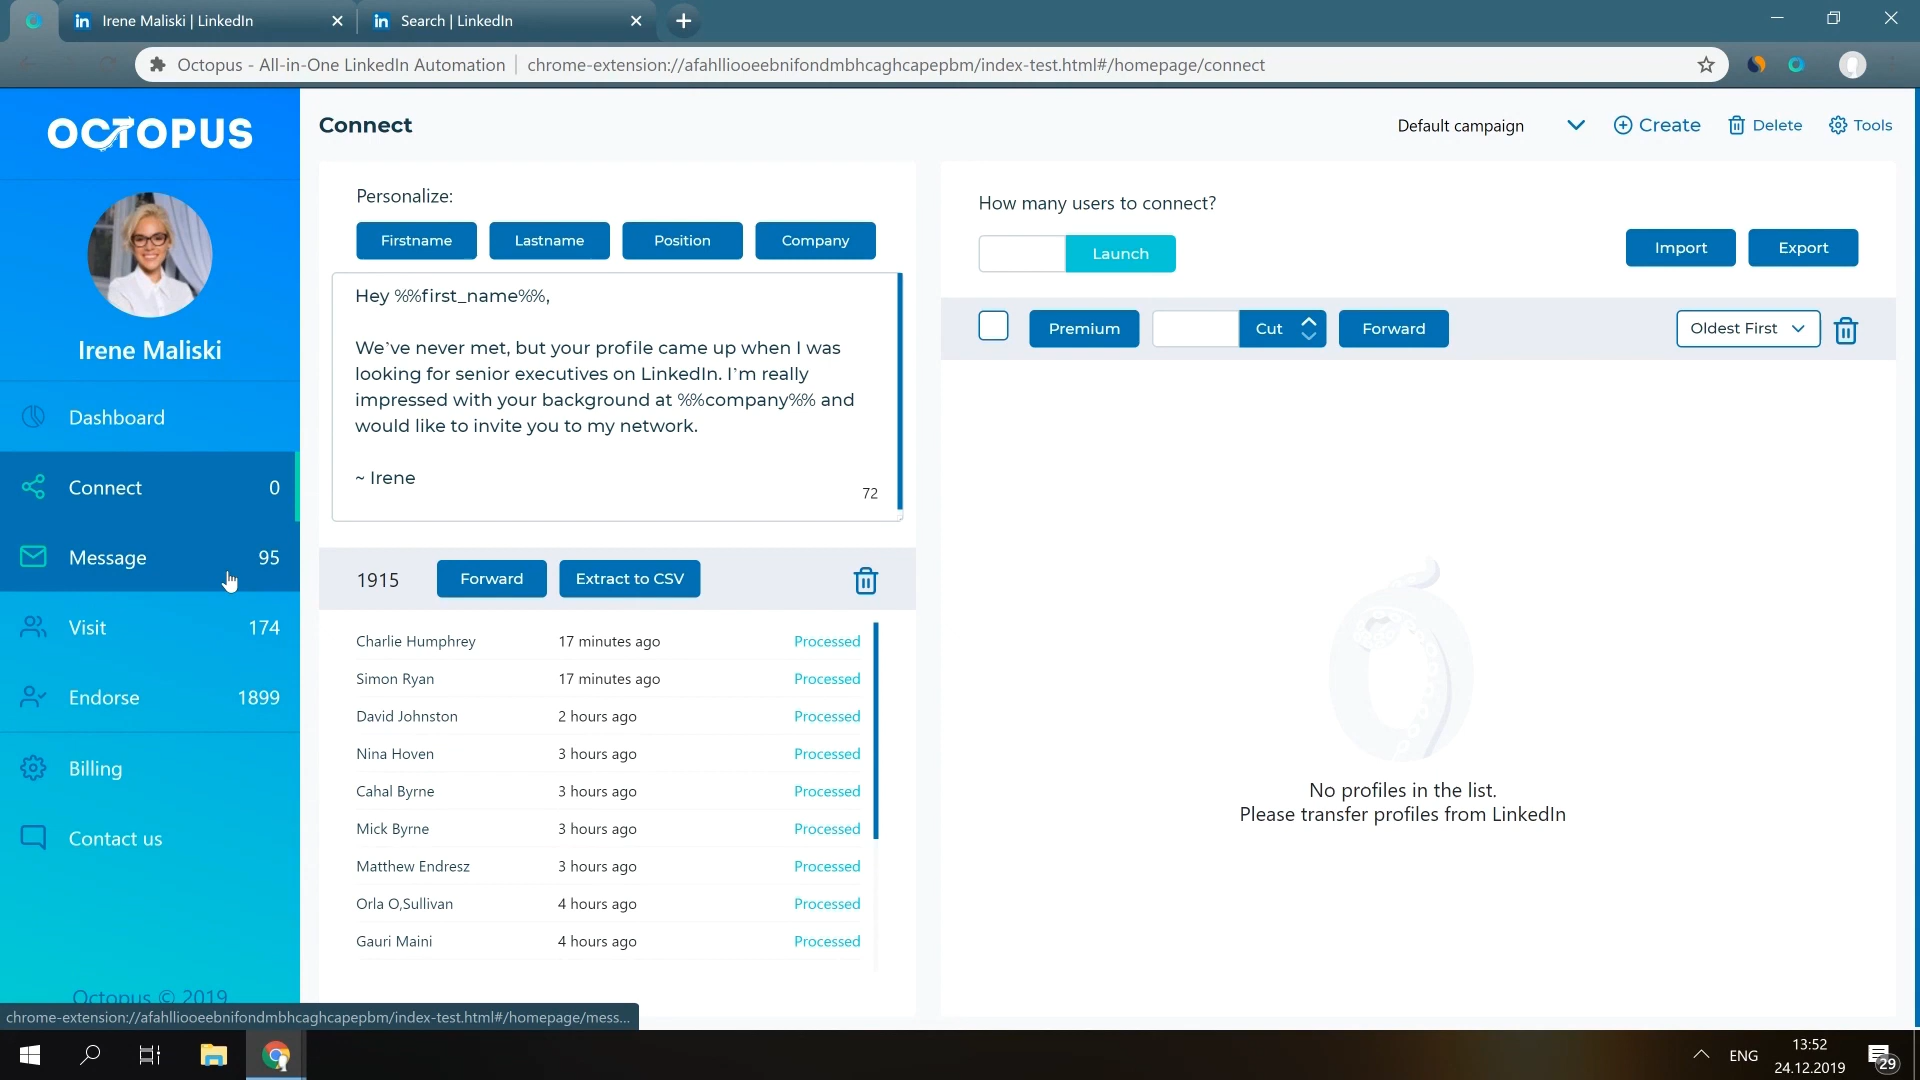 Irene Maliski | LinkedIn
Search | LinkedIn
Octopus - All-in-One LinkedIn Automation
chrome-extension://afahlliooeebnifondmbhcaghcapepbm/index-test.html#/homepage/connect
OCTOPUS
Irene Maliski
Dashboard
Connect 0
Message 95
Visit 174
Endorse 1899
Billing
Contact us
Octopus © 2019
chrome-extension://afahlliooeebnifondmbhcaghcapepbm/index-test.html#/homepage/mess...
Connect
Default campaign
Create
Delete
Tools
Personalize:
Firstname
Lastname
Position
Company
Hey %%first_name%%,
We've never met, but your profile came up when I was
looking for senior executives on LinkedIn. I'm really
impressed with your background at %%company%% and
would like to invite you to my network.
~ Irene
72
1915
Forward
Extract to CSV
Charlie Humphrey 17 minutes ago Processed
Simon Ryan 17 minutes ago Processed
David Johnston 2 hours ago Processed
Nina Hoven 3 hours ago Processed
Cahal Byrne 3 hours ago Processed
Mick Byrne 3 hours ago Processed
Matthew Endresz 3 hours ago Processed
Orla O,Sullivan 4 hours ago Processed
Gauri Maini 4 hours ago Processed
How many users to connect?
Launch
Import
Export
Premium
Cut
Forward
Oldest First
No profiles in the list.
Please transfer profiles from LinkedIn
ENG
13:52
24.12.2019
29